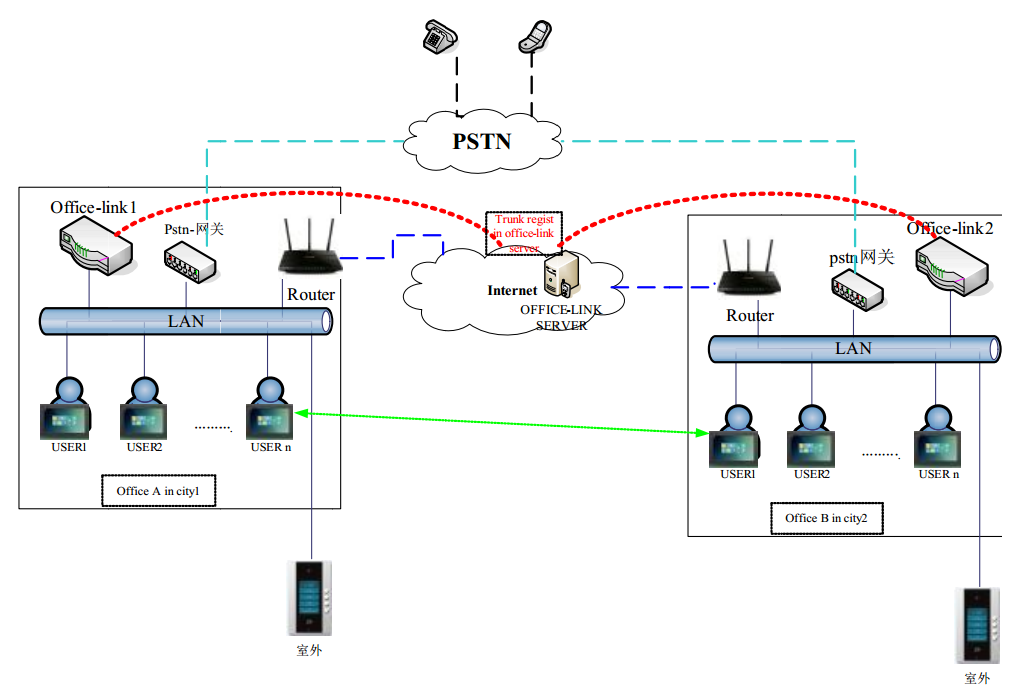 PSTN
Office-link1
Pstn-网关
Trunk regist
in office-link
server
Office-link2
pstn网关
Router
Internet
OFFICE-LINK
SERVER
Router
LAN
LAN
USER1
USER2
..........
USER n
USER1
USER2
..........
USER n
Office A in city1
Office B in city2
室外
室外